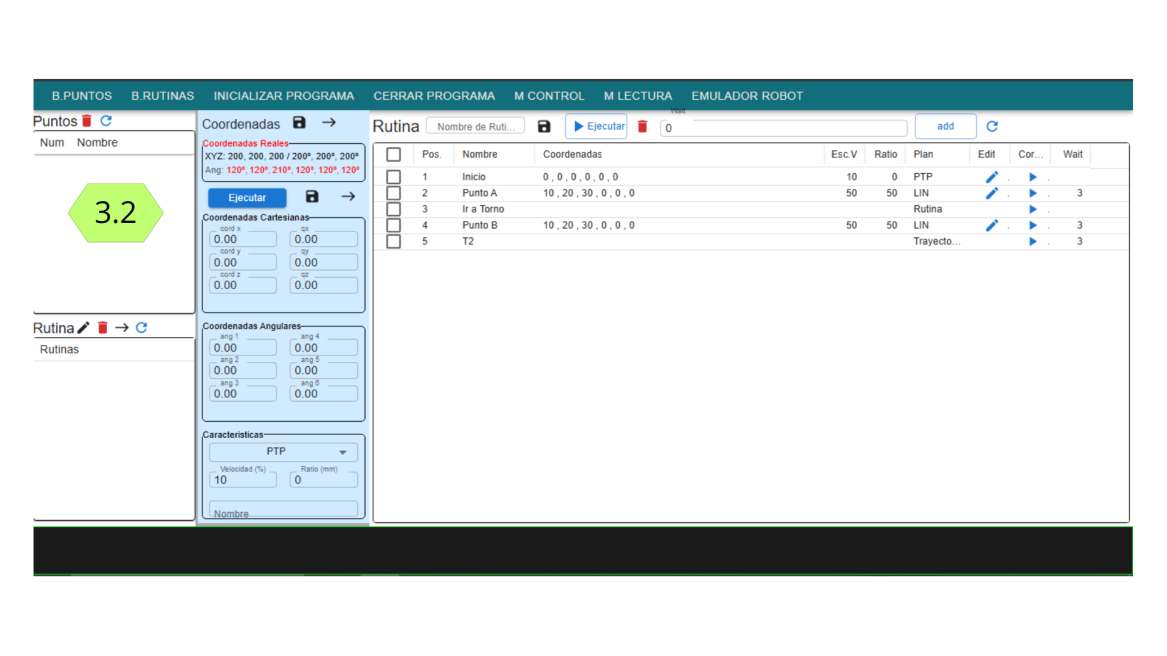 B.PUNTOS B.RUTINAS INICIALIZAR PROGRAMA CERRAR PROGRAMA M CONTROL M LECTURA EMULADOR ROBOT
Puntos
Num Nombre
3.2
Rutina
Rutinas
Coordenadas
Coordenadas Reales
XYZ: 200, 200, 200 / 200º, 200º, 200º
Ang: 120º, 120º, 210º, 120º, 120º, 120º
Ejecutar
Coordenadas Cartesianas
cord x qx
0.00 0.00
cord y qy
0.00 0.00
cord z qz
0.00 0.00
Coordenadas Angulares
ang 1 ang 4
0.00 0.00
ang 2 ang 5
0.00 0.00
ang 3 ang 6
0.00 0.00
Caracteristicas
PTP
Velocidad (%) Ratio (mm)
10 0
Nombre
Rutina Nombre de Ruti... Ejecutar Wait 0 add
Pos. Nombre Coordenadas Esc.V Ratio Plan Edit Cor... Wait
1 Inicio 0 , 0 , 0 , 0 , 0 , 0 10 0 PTP . .
2 Punto A 10 , 20 , 30 , 0 , 0 , 0 50 50 LIN . . 3
3 Ir a Torno Rutina .
4 Punto B 10 , 20 , 30 , 0 , 0 , 0 50 50 LIN . . 3
5 T2 Trayecto... . 3